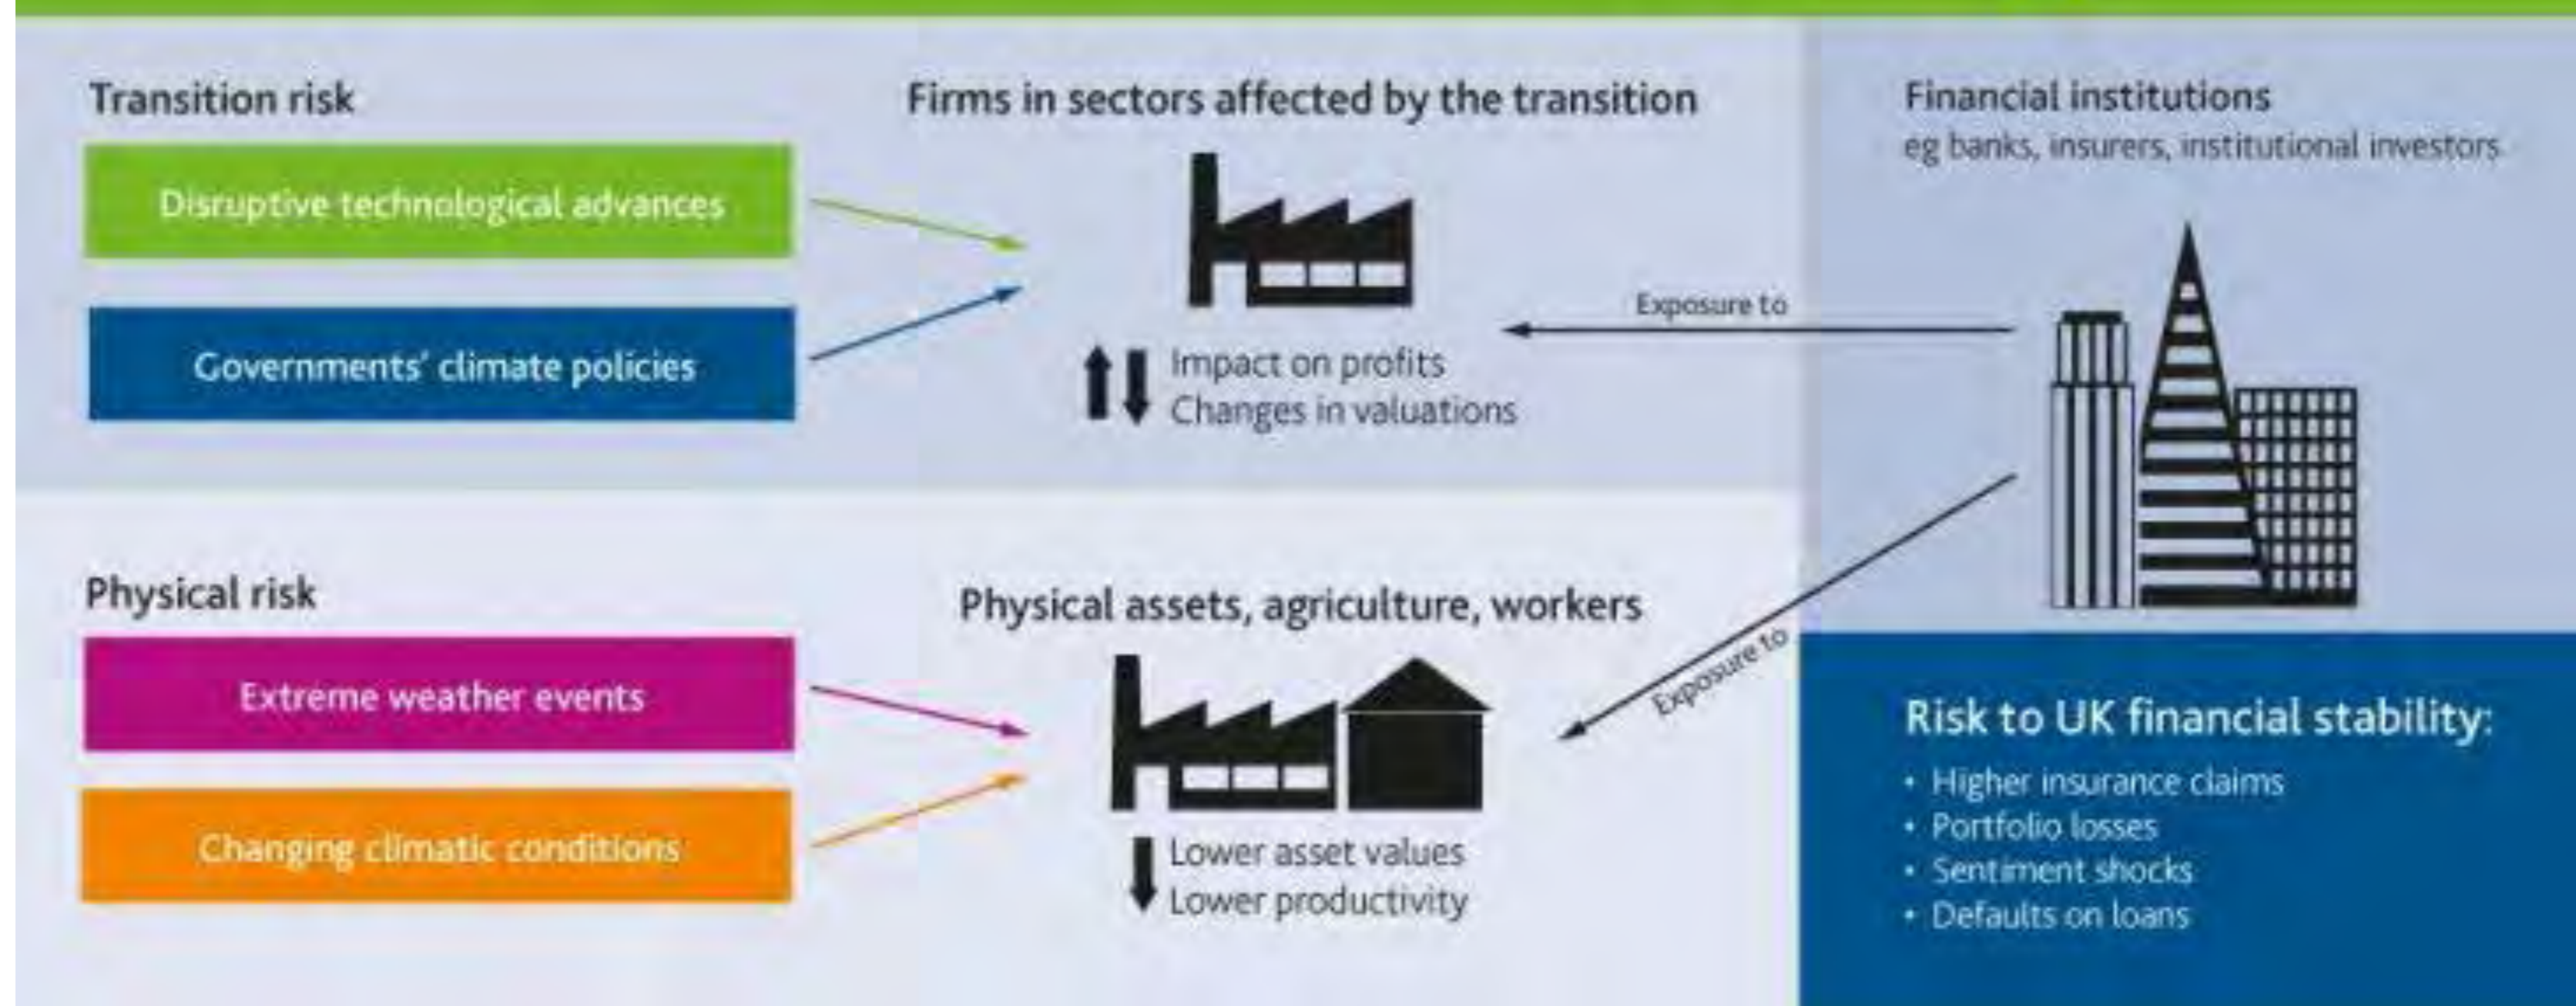 Transition risk
Disruptive technological advances
Governments' climate policies
Firms in sectors affected by the transition
Impact on profits
Changes in valuations
Exposure to
Financial institutions
eg banks, insurers, institutional investors
Physical risk
Extreme weather events
Changing climatic conditions
Physical assets, agriculture, workers
Lower asset values
Lower productivity
Exposure to
Risk to UK financial stability:
• Higher insurance claims
• Portfolio losses
• Sentiment shocks
• Defaults on loans